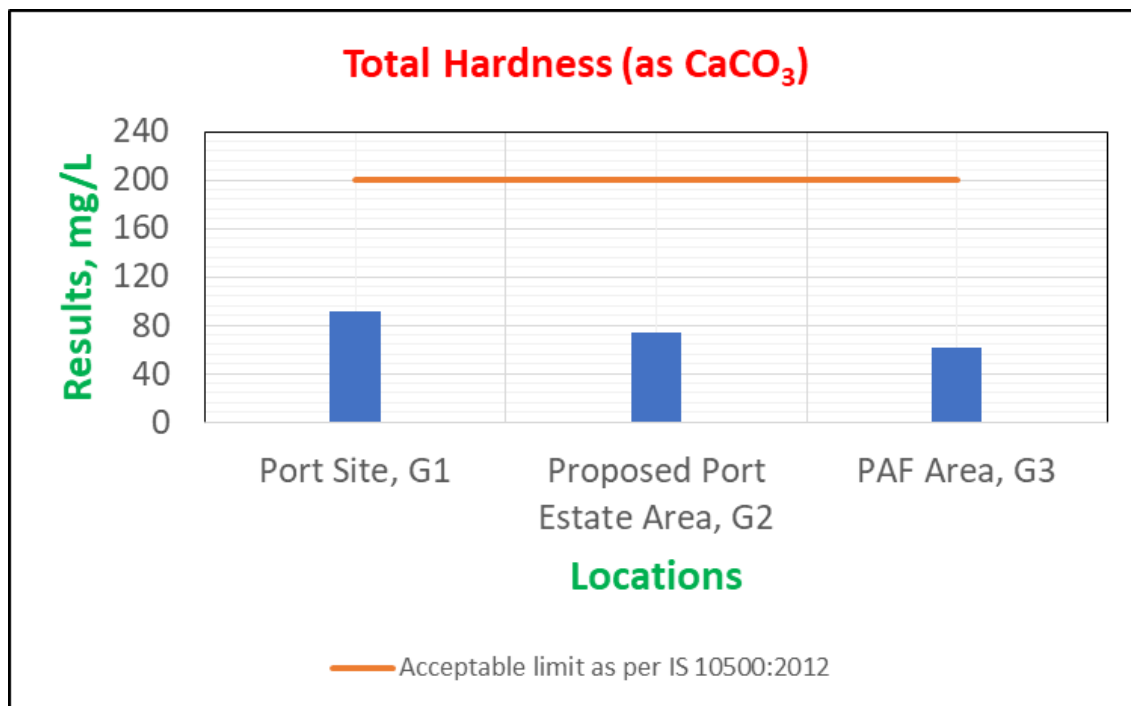 Total Hardness (as CaCO₃)
Results, mg/L
240
200
160
120
80
40
0
Port Site, G1
Proposed Port
Estate Area, G2
PAF Area, G3
Locations
Acceptable limit as per IS 10500:2012